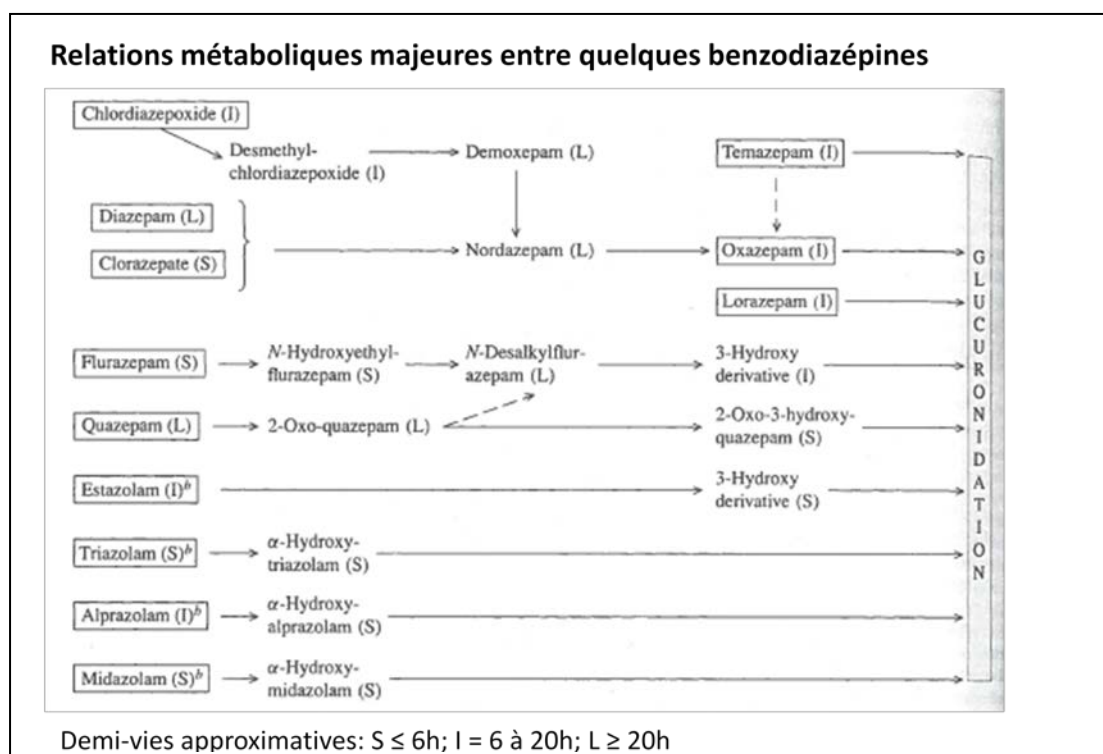 Relations métaboliques majeures entre quelques benzodiazépines
Chlordiazepoxide (I)
Desmethyl-
chlordiazepoxide (I)
Demoxepam (L)
Temazepam (I)
Diazepam (L)
Clorazepate (S)
Nordazepam (L)
Oxazepam (I)
Lorazepam (I)
Flurazepam (S)
N-Hydroxyethyl-
flurazepam (S)
N-Desalkylflur-
azepam (L)
3-Hydroxy
derivative (I)
Quazepam (L)
2-Oxo-quazepam (L)
2-Oxo-3-hydroxy-
quazepam (S)
Estazolam (I)b
3-Hydroxy
derivative (S)
Triazolam (S)b
α-Hydroxy-
triazolam (S)
Alprazolam (I)b
α-Hydroxy-
alprazolam (S)
Midazolam (S)b
α-Hydroxy-
midazolam (S)
GLUCURONIDATION
Demi-vies approximatives: S ≤ 6h; I = 6 à 20h; L ≥ 20h